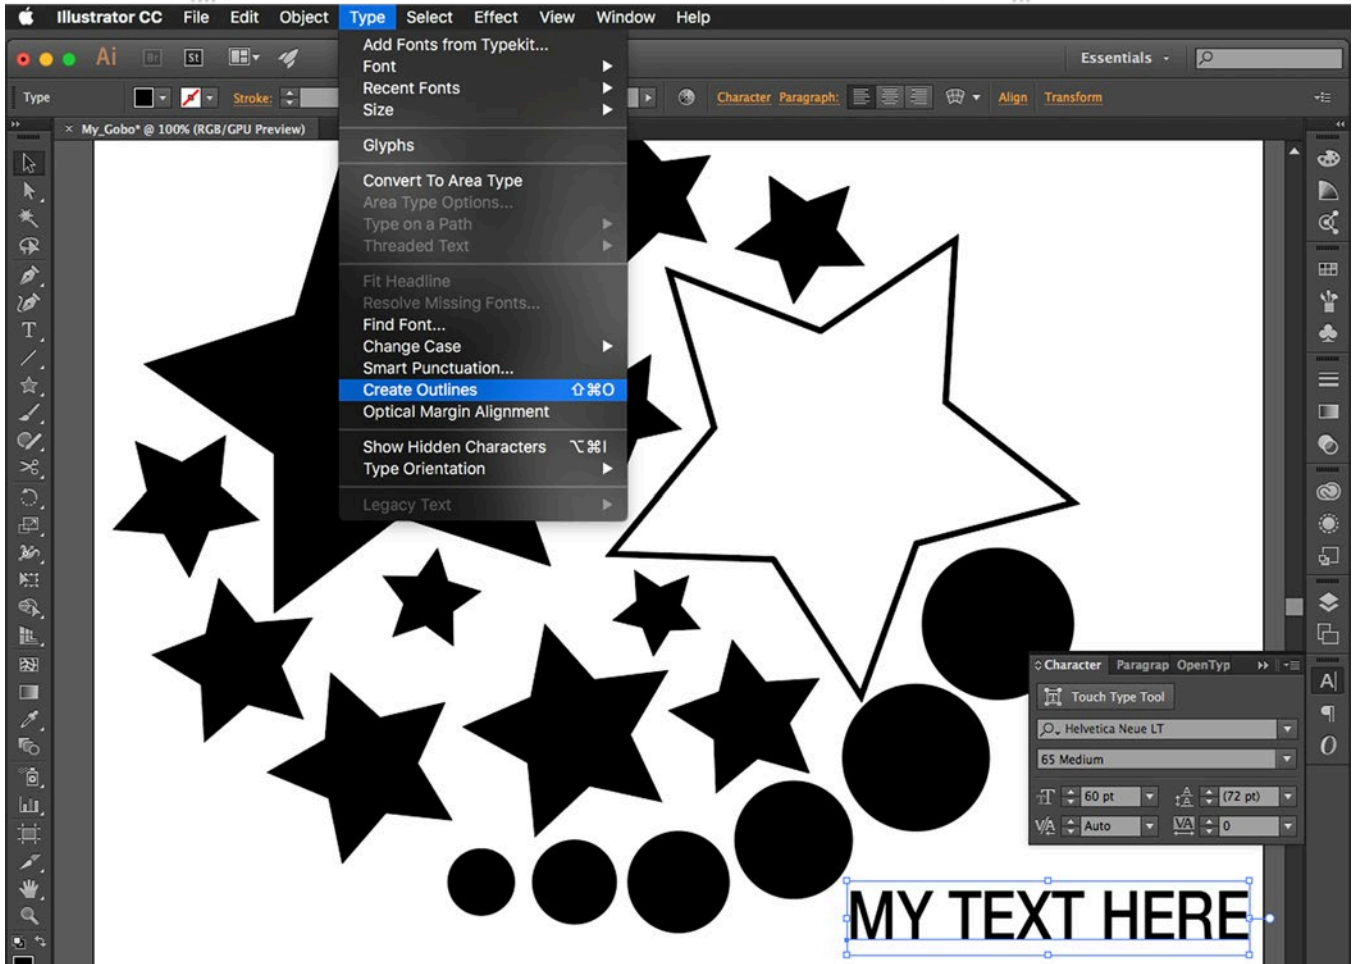 Illustrator CC File Edit Object Type Select Effect View Window Help
Ai Br St Essentials
Type Stroke: Character Paragraph: Align Transform
× My_Gobo* @ 100% (RGB/GPU Preview)
Add Fonts from Typekit...
Font
Recent Fonts
Size
Glyphs
Convert To Area Type
Area Type Options...
Type on a Path
Threaded Text
Fit Headline
Resolve Missing Fonts...
Find Font...
Change Case
Smart Punctuation...
Create Outlines ⇧⌘O
Optical Margin Alignment
Show Hidden Characters ⌥⌘I
Type Orientation
Legacy Text
Character Paragrap OpenTyp
Touch Type Tool
Helvetica Neue LT
65 Medium
60 pt (72 pt)
Auto 0
MY TEXT HERE